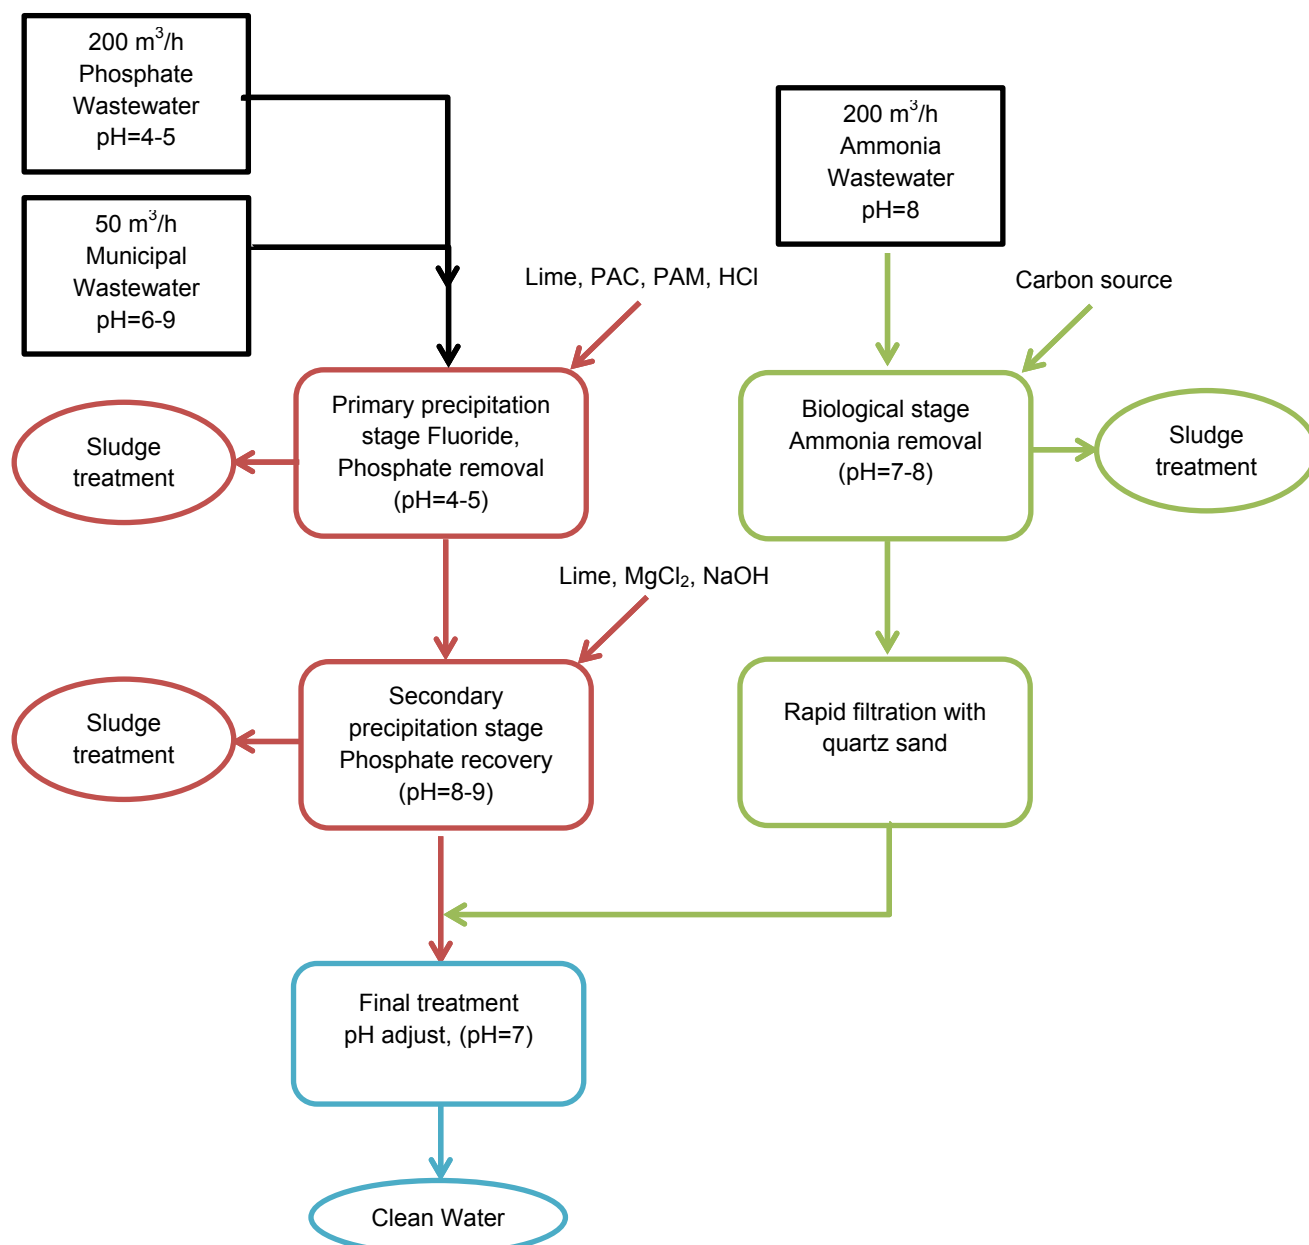 200 m³/h
Phosphate
Wastewater
pH=4-5
50 m³/h
Municipal
Wastewater
pH=6-9
200 m³/h
Ammonia
Wastewater
pH=8
Lime, PAC, PAM, HCl
Carbon source
Primary precipitation
stage Fluoride,
Phosphate removal
(pH=4-5)
Sludge
treatment
Biological stage
Ammonia removal
(pH=7-8)
Sludge
treatment
Lime, MgCl₂, NaOH
Secondary
precipitation stage
Phosphate recovery
(pH=8-9)
Sludge
treatment
Rapid filtration with
quartz sand
Final treatment
pH adjust, (pH=7)
Clean Water